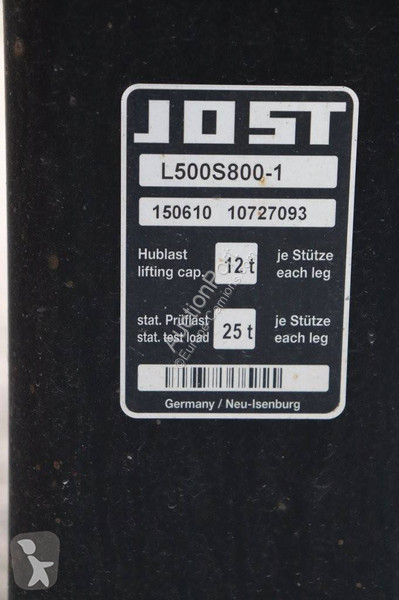 JOST
L500S800-1
150610 10727093
Hublast 12 t je Stütze
lifting cap. each leg
stat. Prüflast 25 t je Stütze
stat. test load each leg
Germany / Neu-Isenburg